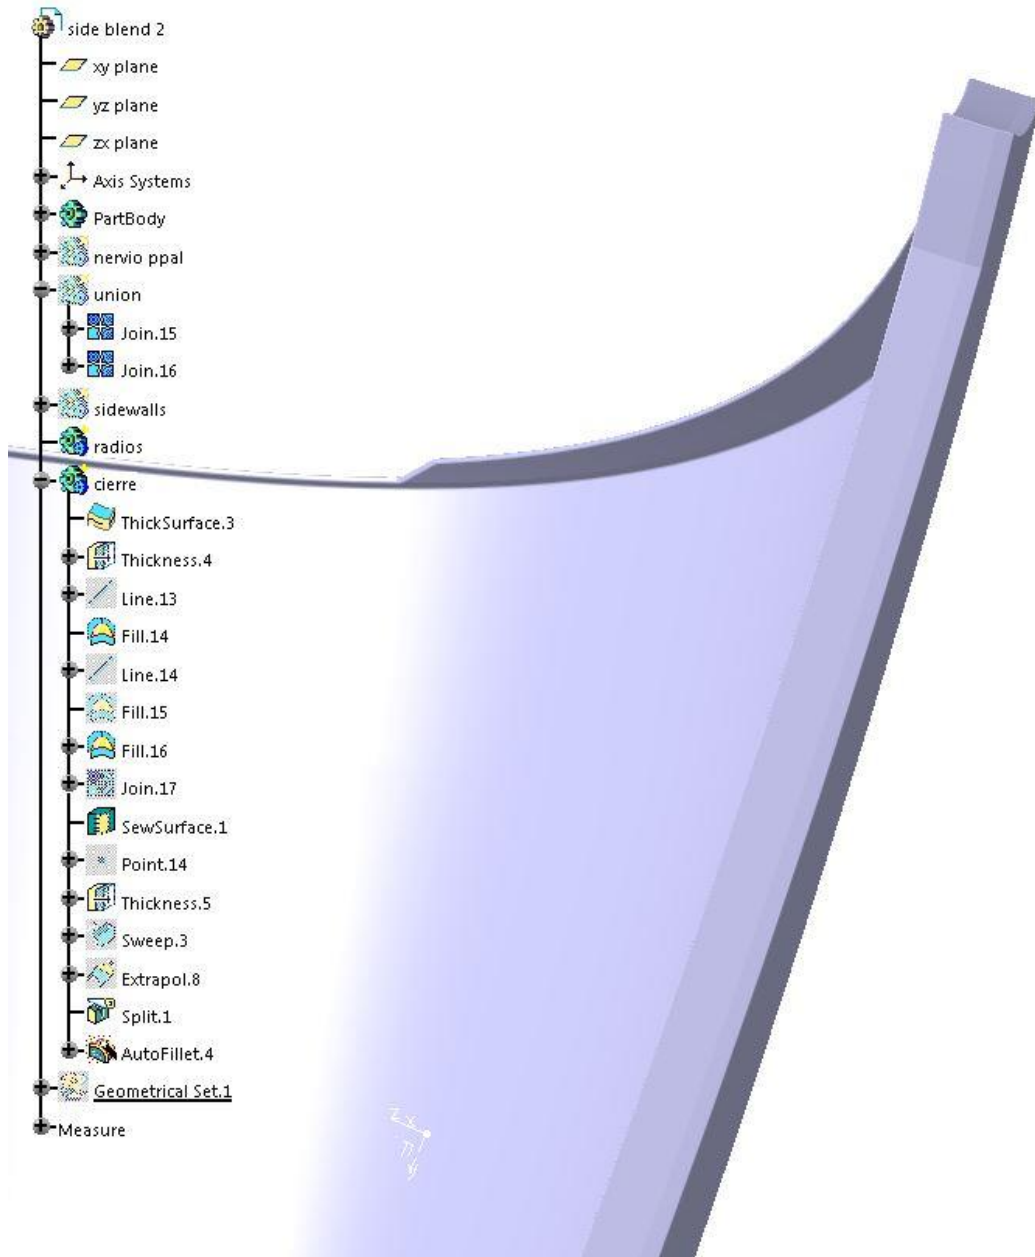 side blend 2
xy plane
yz plane
zx plane
Axis Systems
PartBody
nervio ppal
union
Join.15
Join.16
sidewalls
radios
cierre
ThickSurface.3
Thickness.4
Line.13
Fill.14
Line.14
Fill.15
Fill.16
Join.17
SewSurface.1
Point.14
Thickness.5
Sweep.3
Extrapol.8
Split.1
AutoFillet.4
Geometrical Set.1
Measure
z x
y